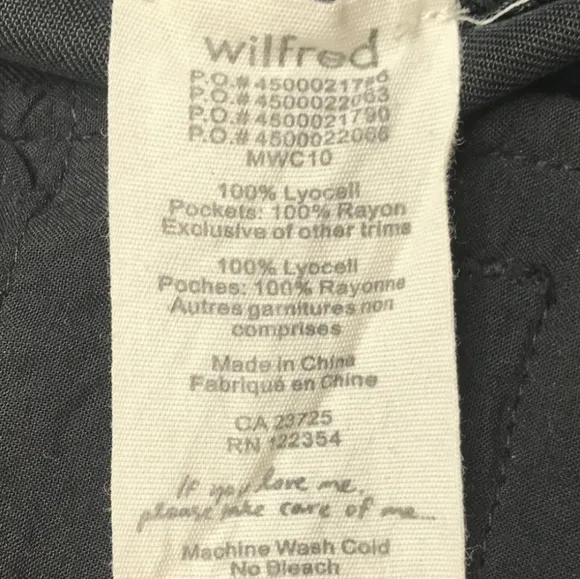 wilfred
P.O.# 4500021786
P.O.# 4500022063
P.O.# 4500021790
P.O.# 4500022066
MWC10
100% Lyocell
Pockets: 100% Rayon
Exclusive of other trims
100% Lyocell
Poches: 100% Rayonne
Autres garnitures non
comprises
Made in China
Fabriqué en Chine
CA 23725
RN 122354
If you love me,
please take care of me...
Machine Wash Cold
No Bleach